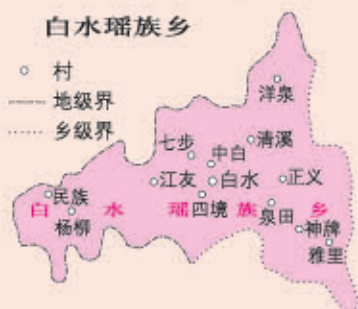 白水瑶族乡
村
地级界
乡级界
洋泉
清溪
七步
中白
江友
白水
正义
民族
四境
白水瑶族乡
杨柳
泉田
神牌
雅里